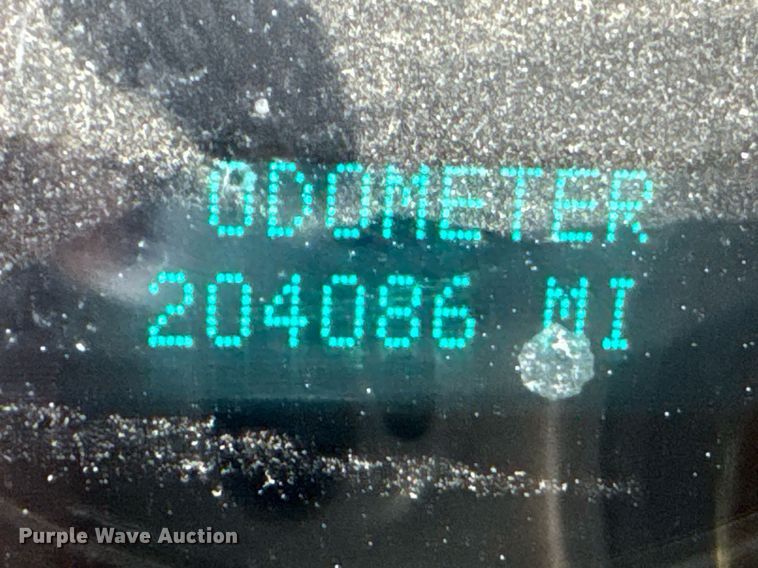 ODOMETER
204086 MI
Purple Wave Auction